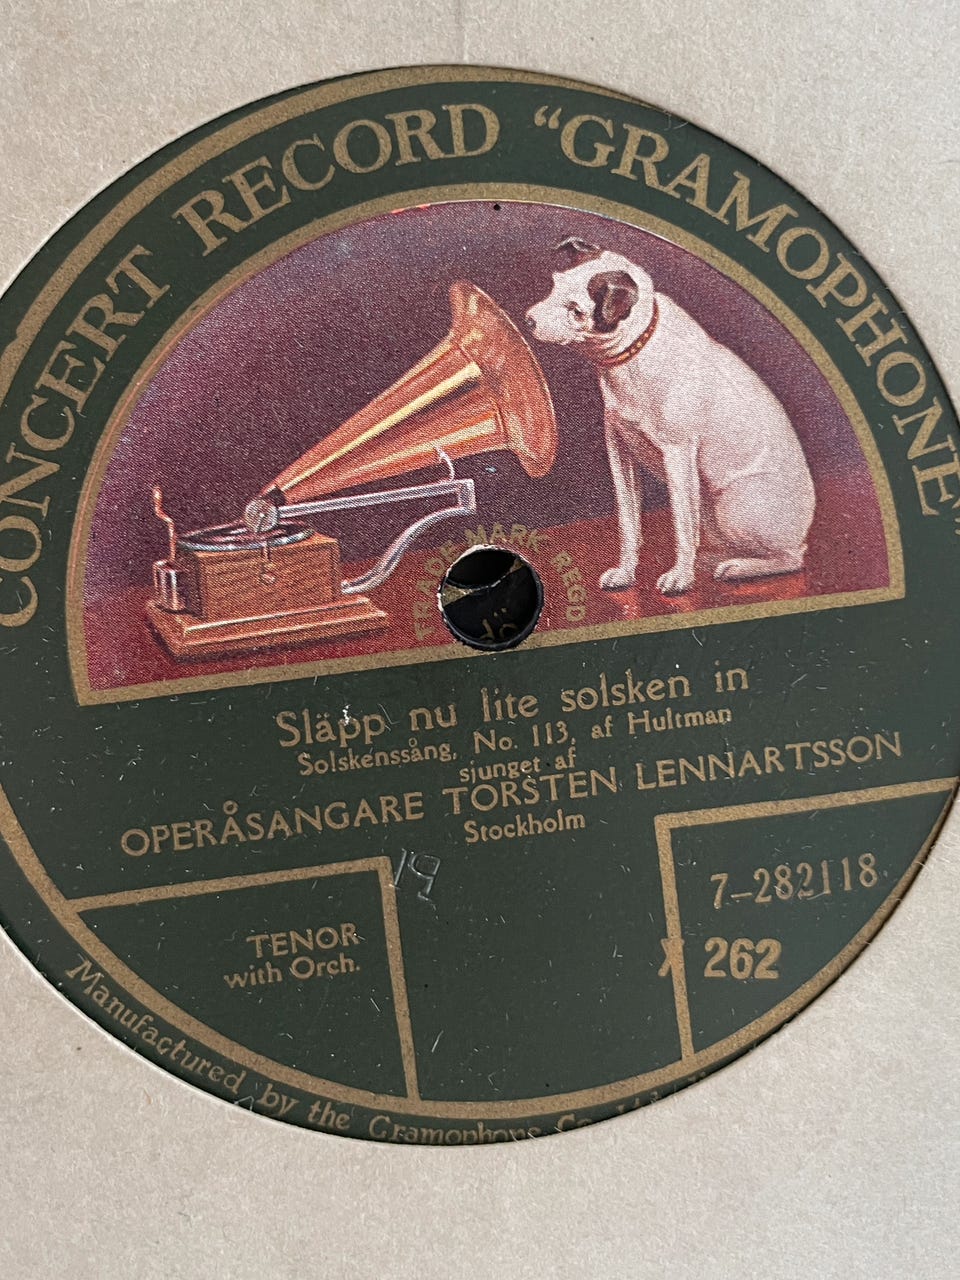 CONCERT RECORD “GRAMOPHONE”
TRADE MARK REGD
Släpp nu lite solsken in
Solskenssång, No. 113, af Hultman
sjunget af
OPERÅSANGARE TORSTEN LENNARTSSON
Stockholm
19
7-282118.
TENOR
with Orch.
X 262
Manufactured by the Gramophone Co